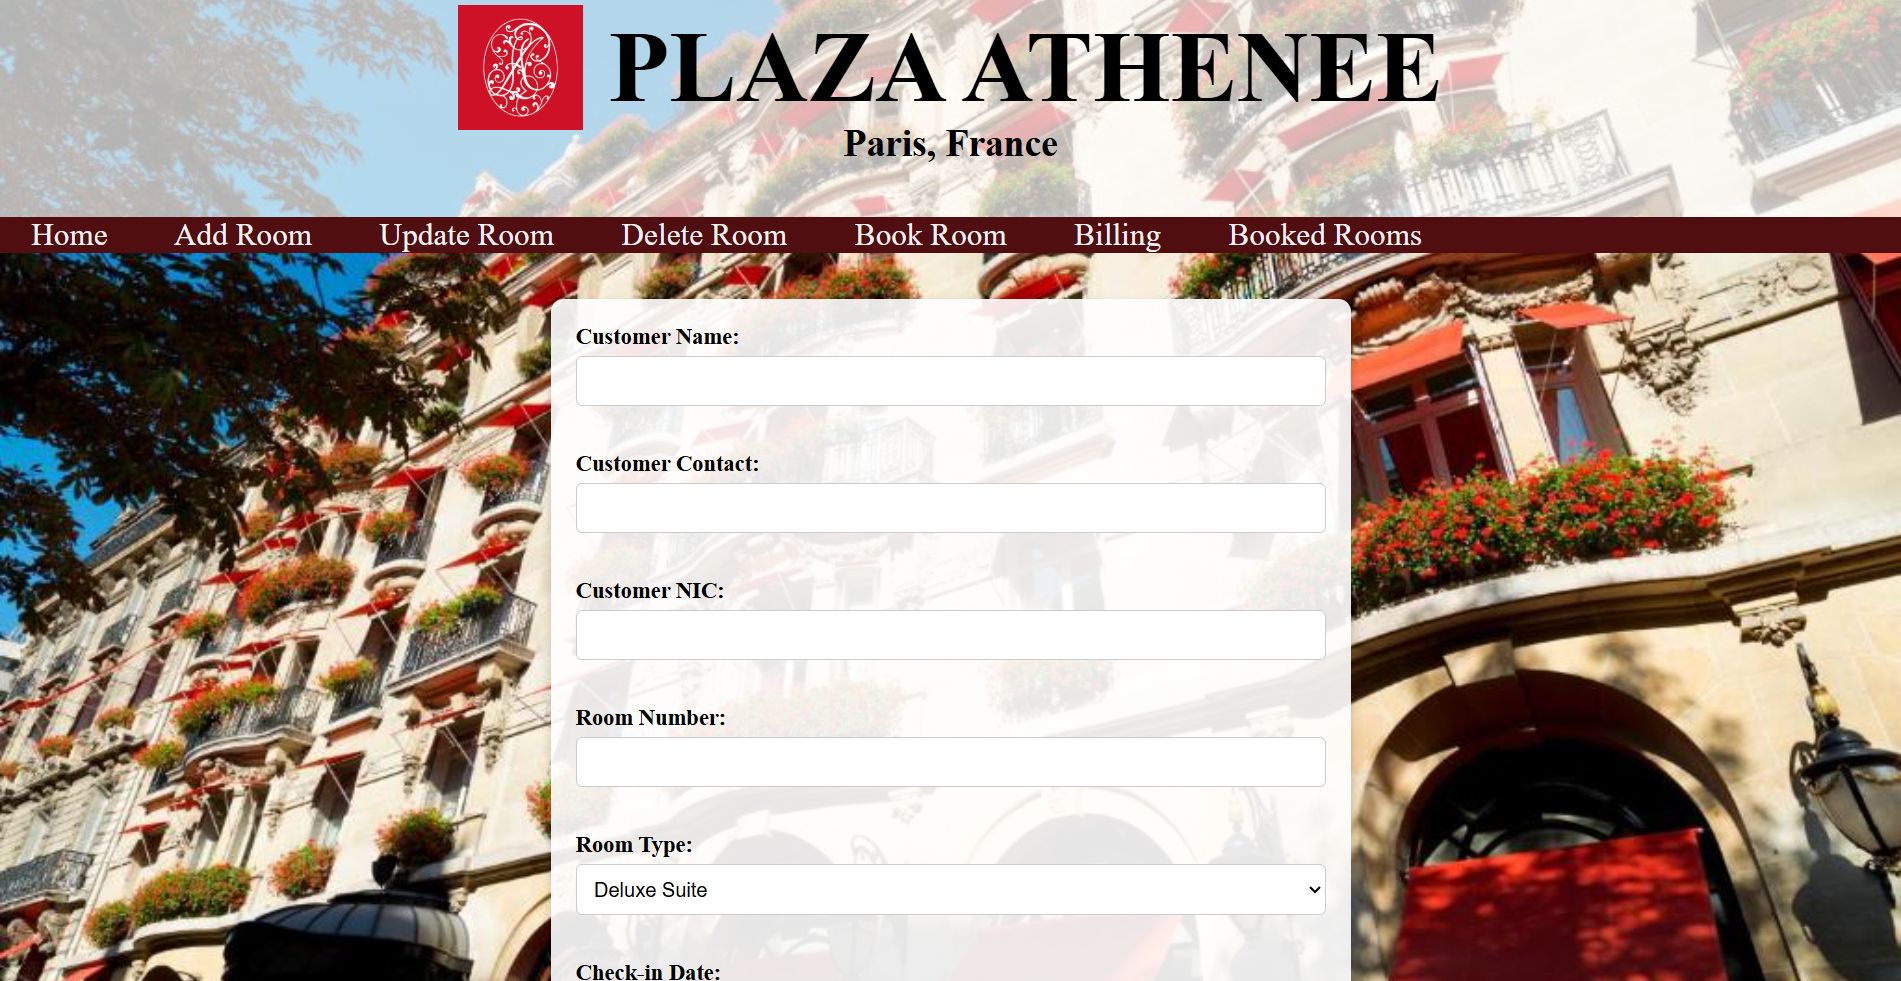 PLAZA ATHENEE
Paris, France
Home Add Room Update Room Delete Room Book Room Billing Booked Rooms
Customer Name:
Customer Contact:
Customer NIC:
Room Number:
Room Type:
Deluxe Suite
Check-in Date: